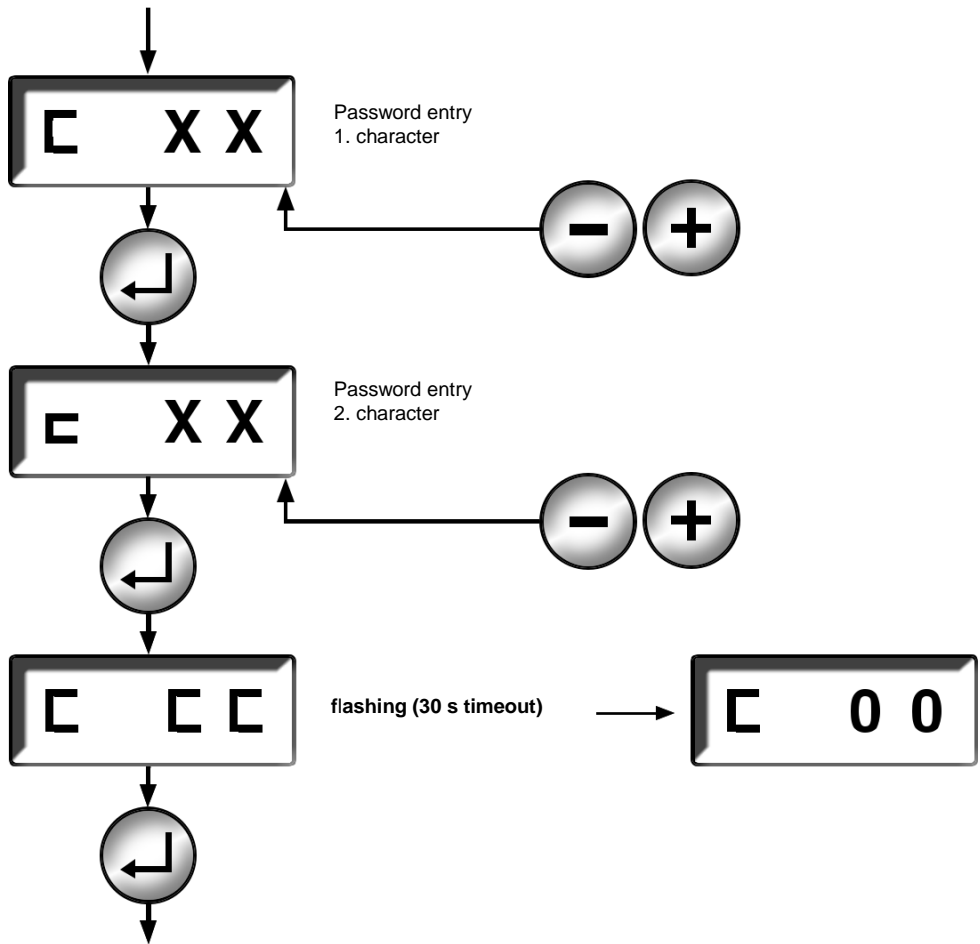 C X X
Password entry
1. character
- +
c X X
Password entry
2. character
- +
C C C
flashing (30 s timeout)
C 0 0